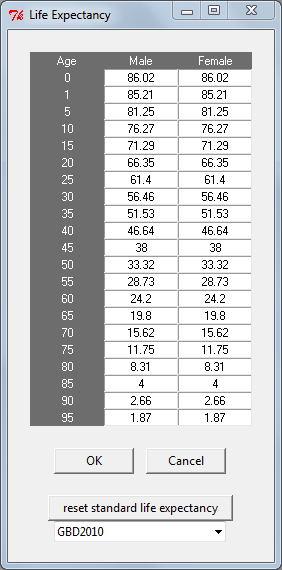 Life Expectancy
Age Male Female
0 86.02 86.02
1 85.21 85.21
5 81.25 81.25
10 76.27 76.27
15 71.29 71.29
20 66.35 66.35
25 61.4 61.4
30 56.46 56.46
35 51.53 51.53
40 46.64 46.64
45 38 38
50 33.32 33.32
55 28.73 28.73
60 24.2 24.2
65 19.8 19.8
70 15.62 15.62
75 11.75 11.75
80 8.31 8.31
85 4 4
90 2.66 2.66
95 1.87 1.87
OK Cancel
reset standard life expectancy
GBD2010